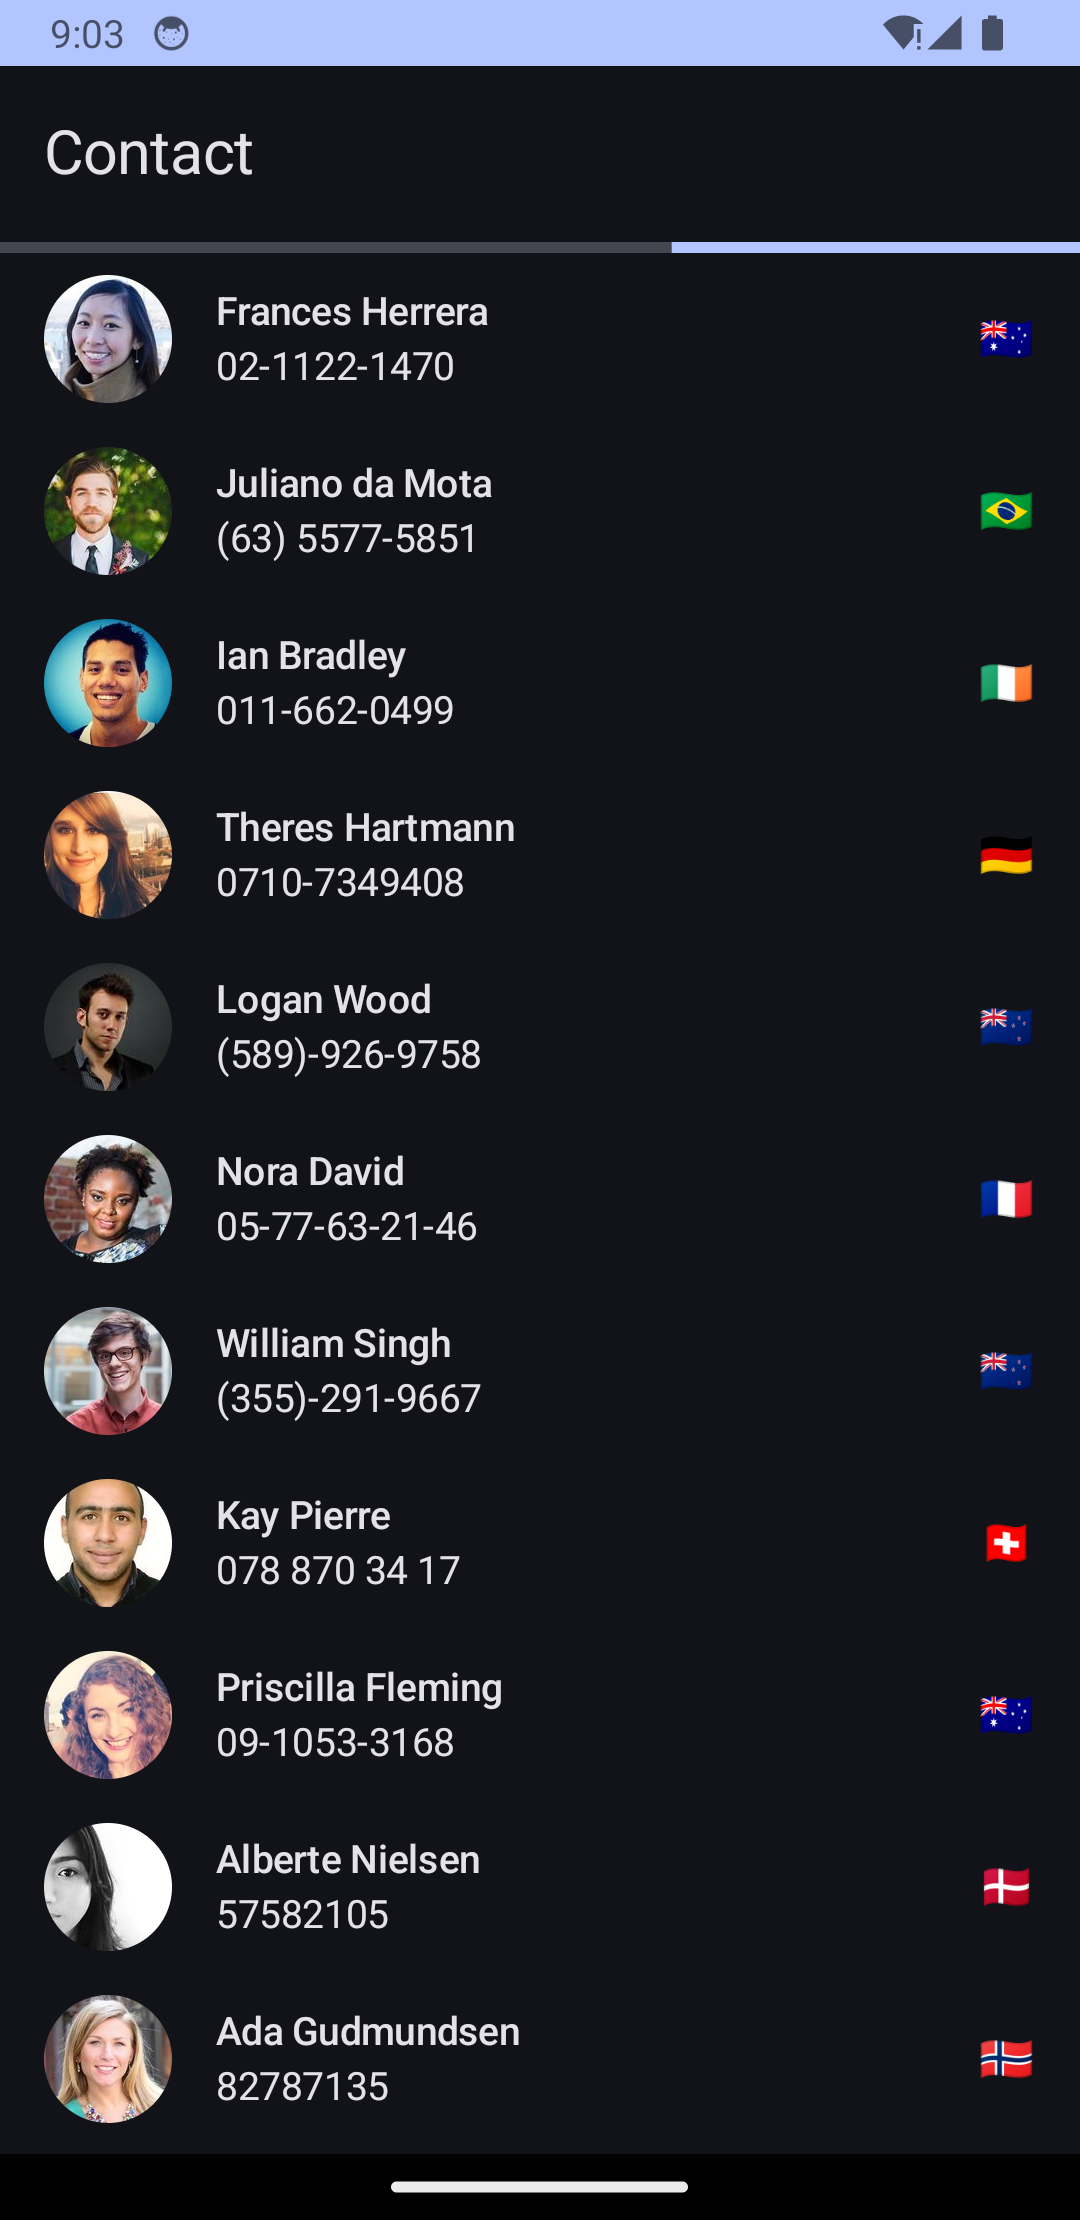 9:03
Contact
Frances Herrera
02-1122-1470
Juliano da Mota
(63) 5577-5851
Ian Bradley
011-662-0499
Theres Hartmann
0710-7349408
Logan Wood
(589)-926-9758
Nora David
05-77-63-21-46
William Singh
(355)-291-9667
Kay Pierre
078 870 34 17
Priscilla Fleming
09-1053-3168
Alberte Nielsen
57582105
Ada Gudmundsen
82787135